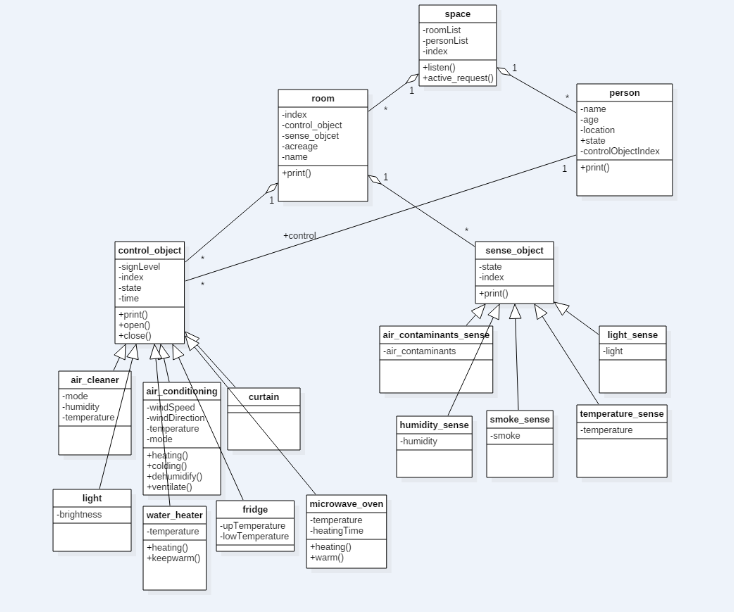 space
-roomList
-personList
-index
+listen()
+active_request()
1
1
*
*
room
-index
-control_object
-sense_objcet
-acreage
-name
+print()
person
-name
-age
-location
+state
-controlObjectIndex
+print()
1
1
1
+control
*
*
*
control_object
-signLevel
-index
-state
-time
+print()
+open()
+close()
sense_object
-state
-index
+print()
air_contaminants_sense
-air_contaminants
light_sense
-light
air_cleaner
-mode
-humidity
-temperature
air_conditioning
-windSpeed
-windDirection
-temperature
-mode
+heating()
+colding()
+dehumidify()
+ventilate()
curtain
humidity_sense
-humidity
smoke_sense
-smoke
temperature_sense
-temperature
light
-brightness
water_heater
-temperature
+heating()
+keepwarm()
fridge
-upTemperature
-lowTemperature
microwave_oven
-temperature
-heatingTime
+heating()
+warm()